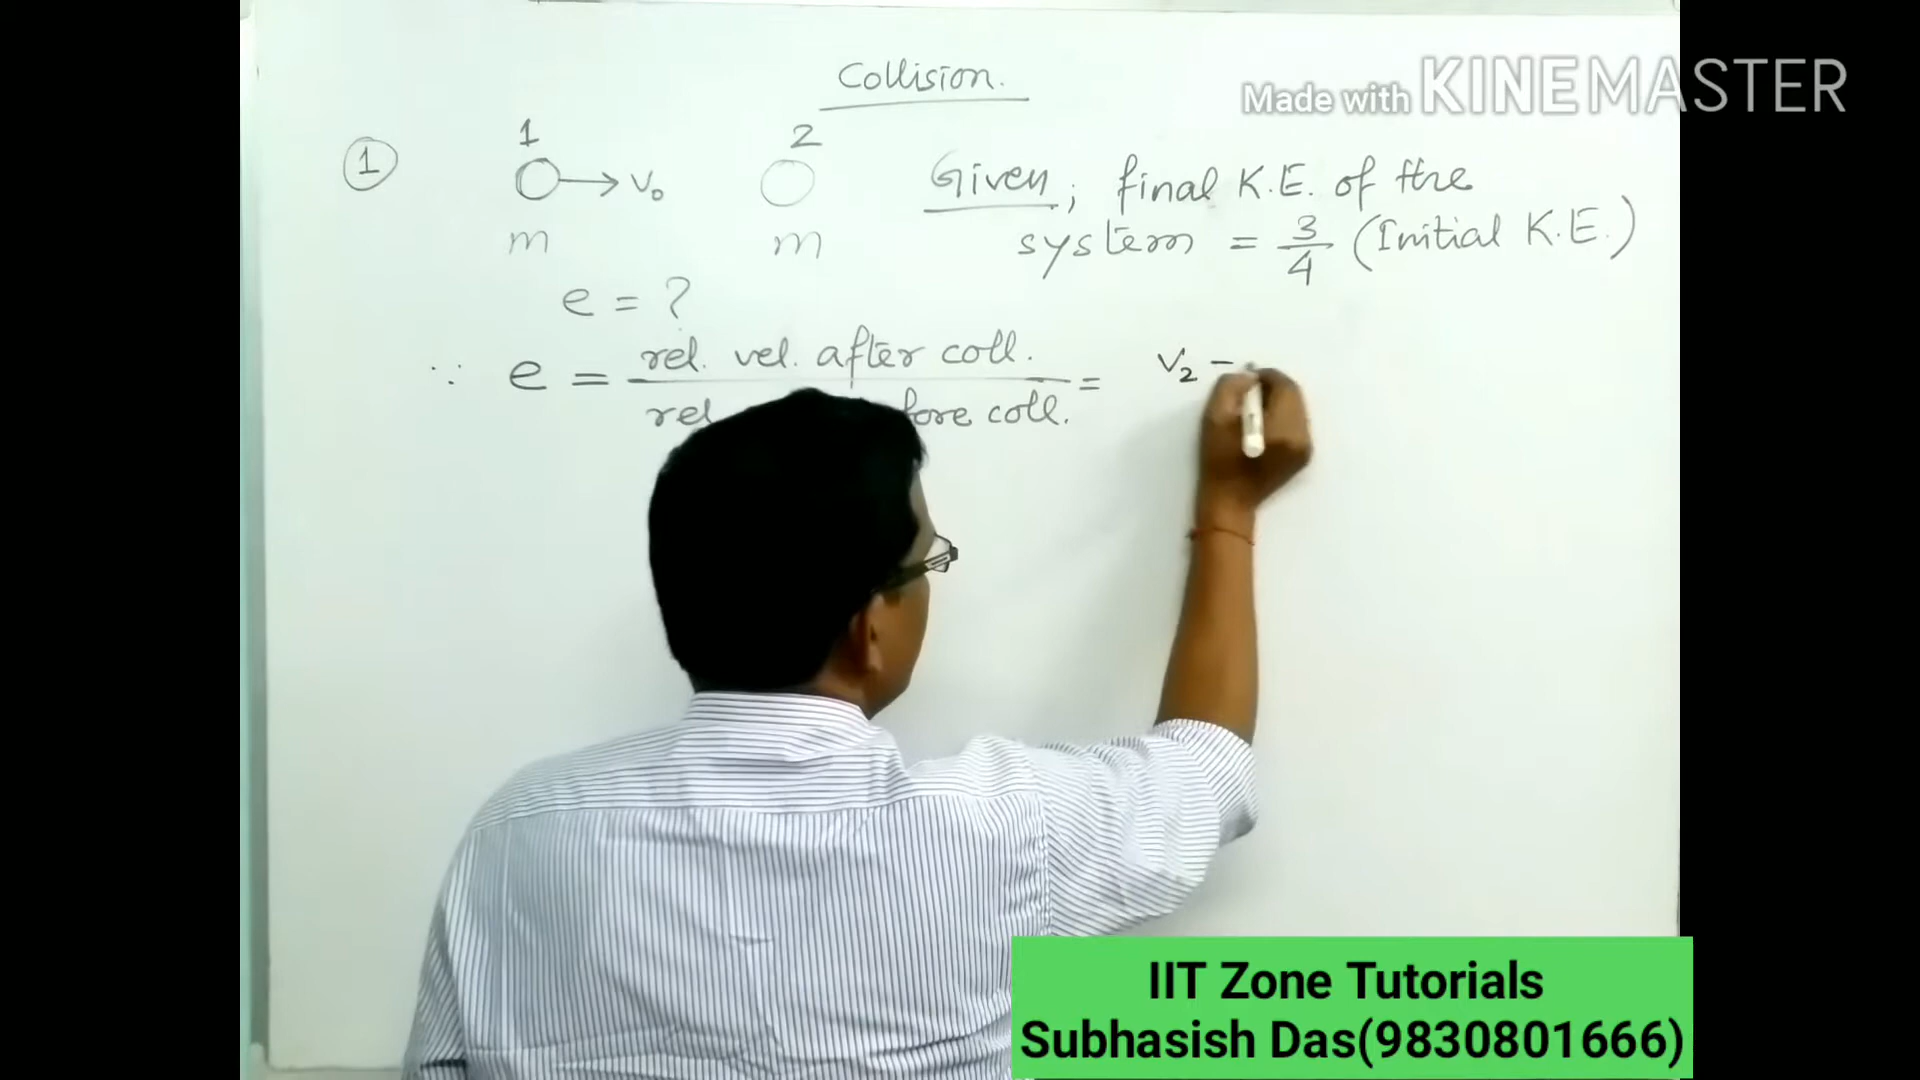 Collision.
Made with KINEMASTER
1
1 2
→ v₀
Given; final K.E. of the
m m
system = 3/4 (Initial K.E.)
e = ?
∵ e = rel. vel. after coll. / rel coll. = v₂ -
IIT Zone Tutorials
Subhasish Das(9830801666)